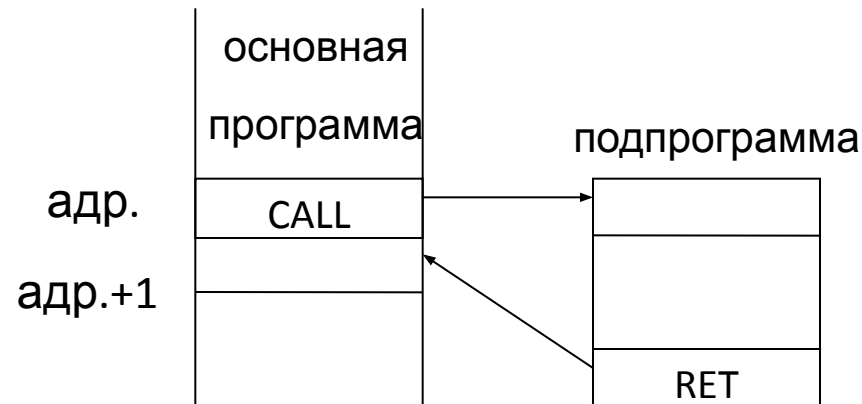 основная
программа
подпрограмма
адр.
CALL
адр.+1
RET